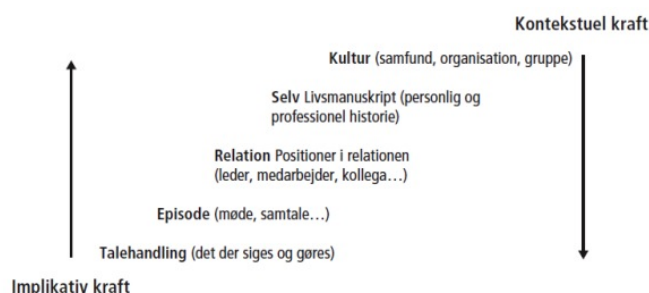 Kontekstuel kraft
Kultur (samfund, organisation, gruppe)
Selv Livsmanuskript (personlig og
professionel historie)
Relation Positioner i relationen
(leder, medarbejder, kollega...)
Episode (møde, samtale...)
Talehandling (det der siges og gøres)
Implikativ kraft